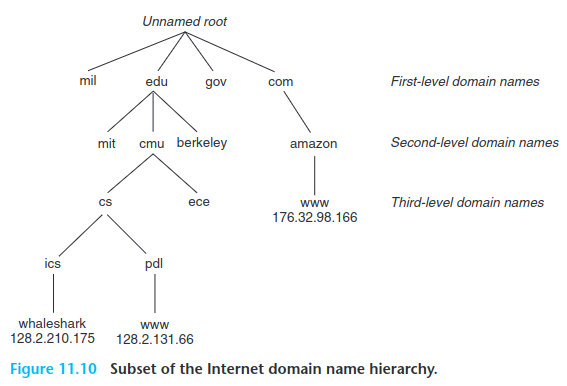 Unnamed root
mil edu gov com First-level domain names
mit cmu berkeley amazon Second-level domain names
cs ece www Third-level domain names
176.32.98.166
ics pdl
whaleshark www
128.2.210.175 128.2.131.66
Figure 11.10 Subset of the Internet domain name hierarchy.